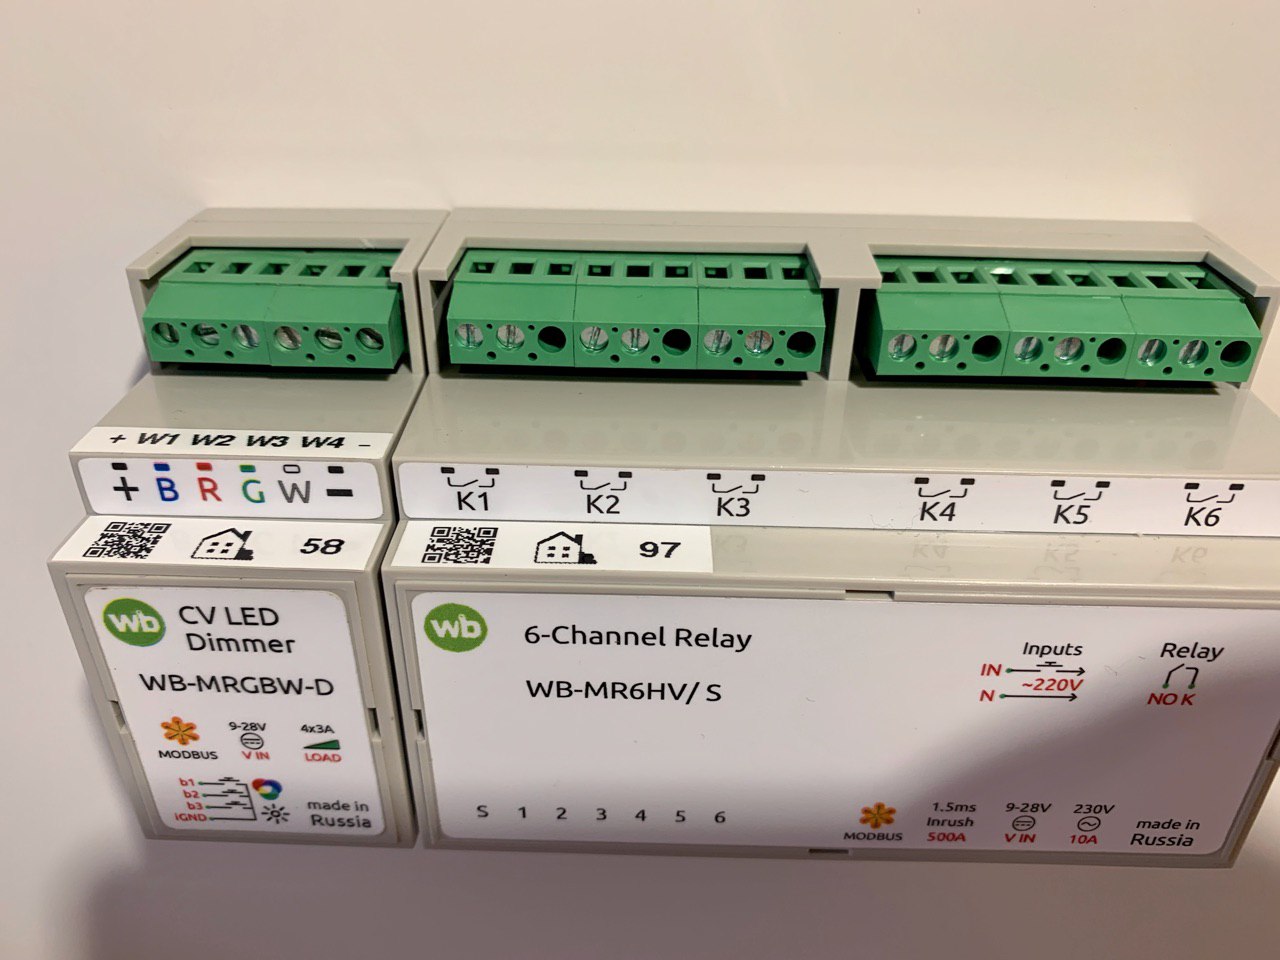 + W1 W2 W3 W4 -
+ B R G W -
58
wb
CV LED
Dimmer
WB-MRGBW-D
MODBUS
9-28V
V IN
4x3A
LOAD
b1
b2
b3
iGND
made in
Russia
K1 K2 K3 K4 K5 K6
97
wb
6-Channel Relay
WB-MR6HV/ S
Inputs
IN
~220V
N
Relay
NO K
S 1 2 3 4 5 6
MODBUS
1.5ms
Inrush
500A
9-28V
V IN
230V
10A
made in
Russia